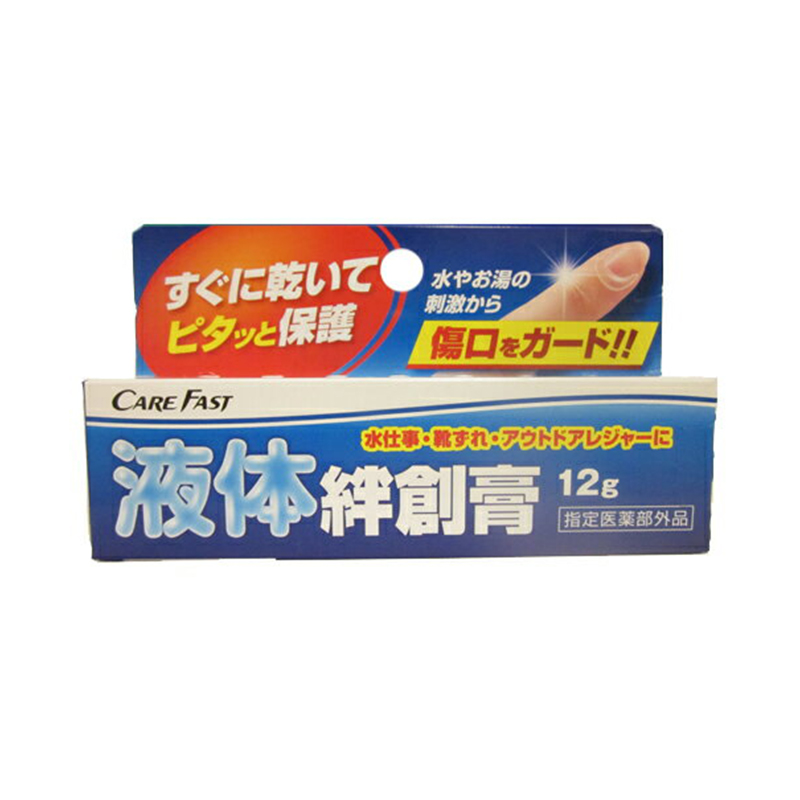 すぐに乾いて
ピタッと保護
水やお湯の
刺激から
傷口をガード!!
CARE FAST
水仕事・靴ずれ・アウトドアレジャーに
液体絆創膏
12g
指定医薬部外品